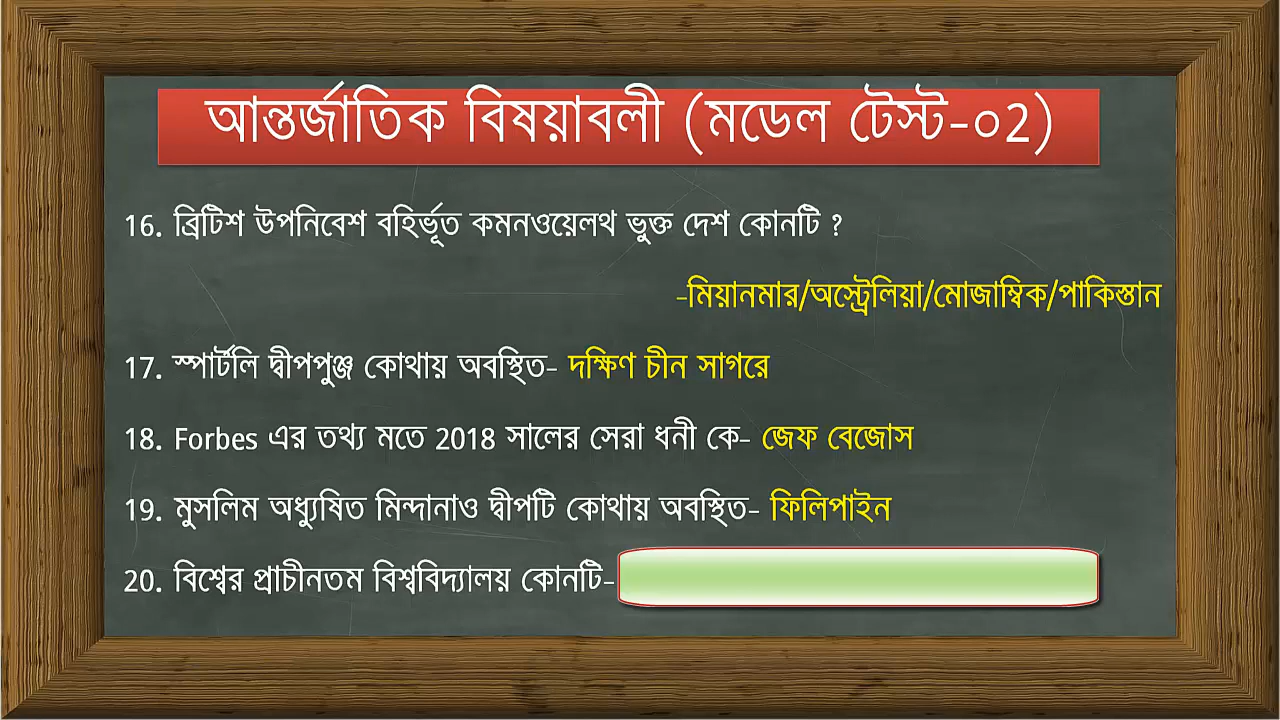 আন্তর্জাতিক বিষয়াবলী (মডেল টেস্ট-০2)
16. ব্রিটিশ উপনিবেশ বহির্ভূত কমনওয়েলথ ভুক্ত দেশ কোনটি ?
-মিয়ানমার/অস্ট্রেলিয়া/মোজাম্বিক/পাকিস্তান
17. স্পার্টলি দ্বীপপুঞ্জ কোথায় অবস্থিত- দক্ষিণ চীন সাগরে
18. Forbes এর তথ্য মতে 2018 সালের সেরা ধনী কে- জেফ বেজোস
19. মুসলিম অধ্যুষিত মিন্দানাও দ্বীপটি কোথায় অবস্থিত- ফিলিপাইন
20. বিশ্বের প্রাচীনতম বিশ্ববিদ্যালয় কোনটি-